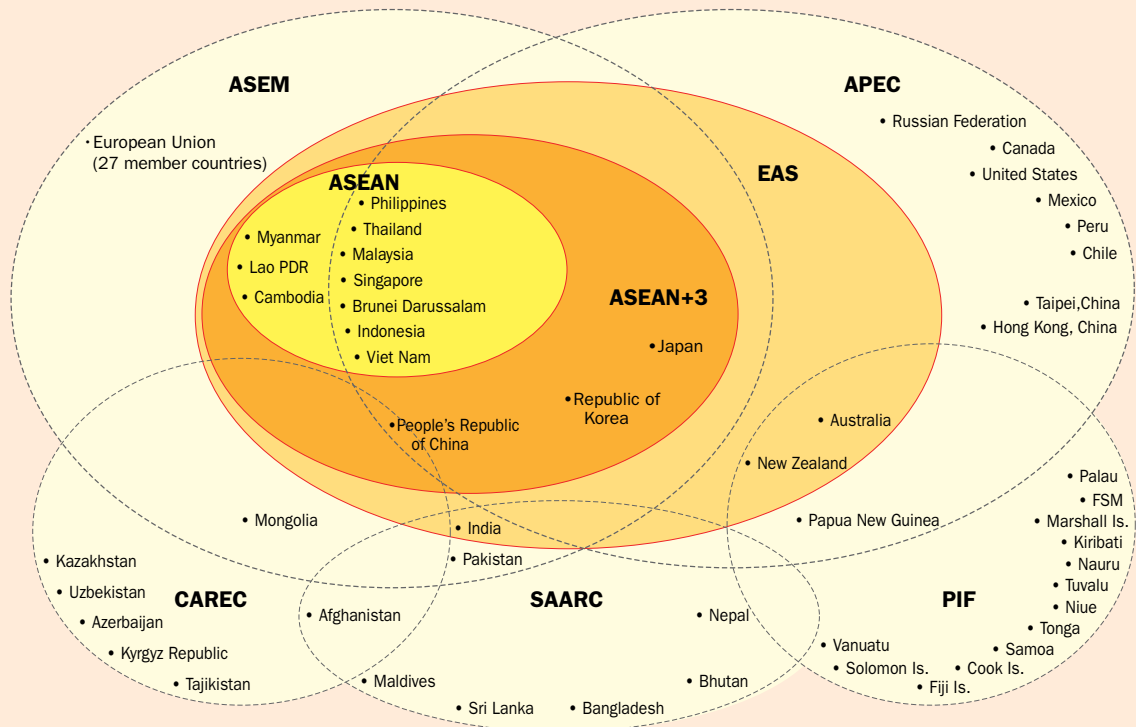 ASEM
APEC
• European Union
(27 member countries)
• Russian Federation
• Canada
• United States
• Mexico
• Peru
• Chile
• Taipei,China
• Hong Kong, China
EAS
ASEAN
• Philippines
• Thailand
• Malaysia
• Singapore
• Brunei Darussalam
• Indonesia
• Viet Nam
• Myanmar
• Lao PDR
• Cambodia
ASEAN+3
• Japan
• Republic of
Korea
• People's Republic
of China
• Australia
• New Zealand
• Papua New Guinea
• Mongolia
• India
• Pakistan
• Kazakhstan
• Uzbekistan
• Azerbaijan
• Kyrgyz Republic
• Tajikistan
CAREC
• Afghanistan
SAARC
• Nepal
• Maldives
• Sri Lanka
• Bangladesh
• Bhutan
PIF
• Palau
• FSM
• Marshall Is.
• Kiribati
• Nauru
• Tuvalu
• Niue
• Tonga
• Samoa
• Cook Is.
• Fiji Is.
• Solomon Is.
• Vanuatu